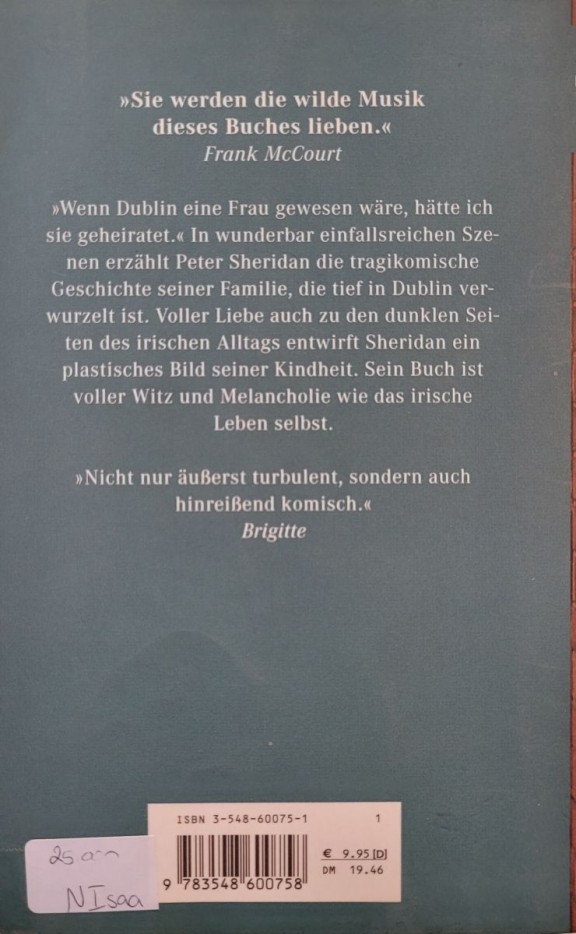 »Sie werden die wilde Musik
dieses Buches lieben.«
Frank McCourt
»Wenn Dublin eine Frau gewesen wäre, hätte ich
sie geheiratet.« In wunderbar einfallsreichen Sze-
nen erzählt Peter Sheridan die tragikomische
Geschichte seiner Familie, die tief in Dublin ver-
wurzelt ist. Voller Liebe auch zu den dunklen Sei-
ten des irischen Alltags entwirft Sheridan ein
plastisches Bild seiner Kindheit. Sein Buch ist
voller Witz und Melancholie wie das irische
Leben selbst.
»Nicht nur äußerst turbulent, sondern auch
hinreißend komisch.«
Brigitte
ISBN 3-548-60075-1 1
€ 9.95 [D]
DM 19.46
9 783548 600758
NIsaa